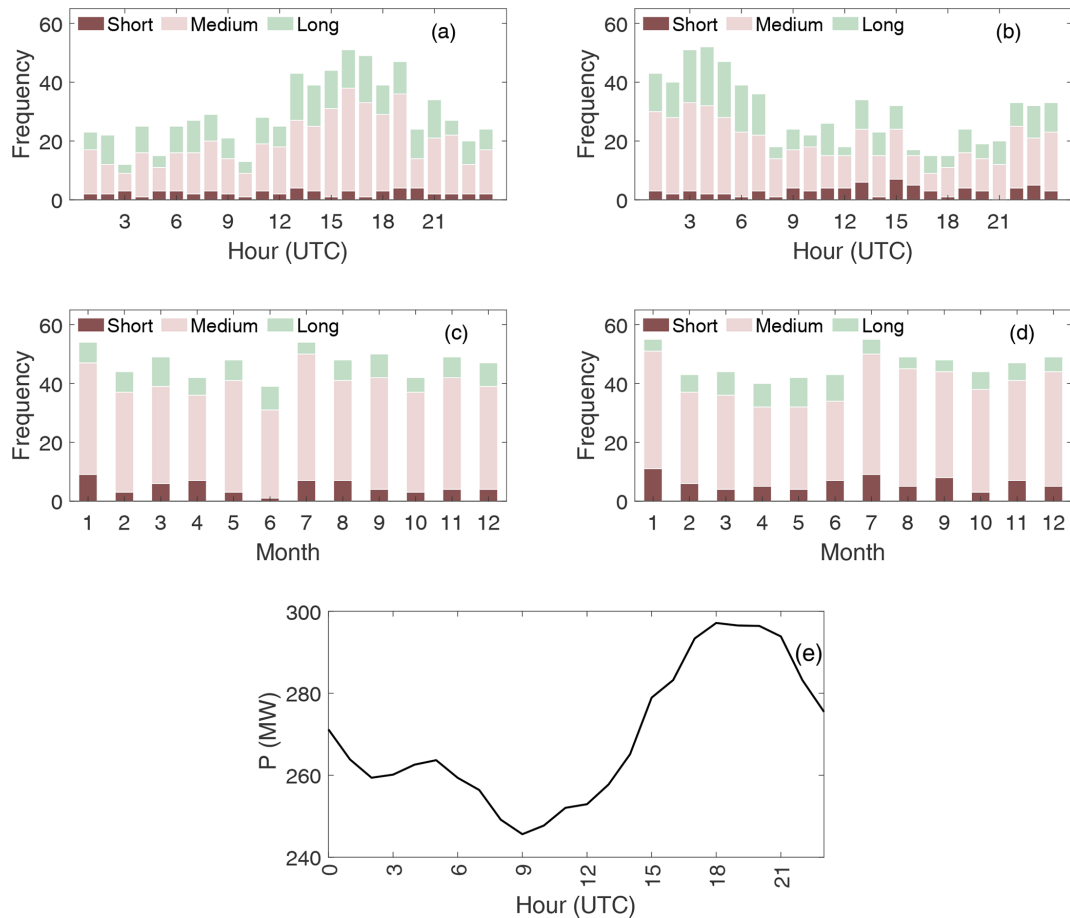 60
Short Medium Long (a)
40
Frequency
20
0
3 6 9 12 15 18 21
Hour (UTC)
60
Short Medium Long (b)
40
Frequency
20
0
3 6 9 12 15 18 21
Hour (UTC)
60
Short Medium Long (c)
40
Frequency
20
0
1 2 3 4 5 6 7 8 9 10 11 12
Month
60
Short Medium Long (d)
40
Frequency
20
0
1 2 3 4 5 6 7 8 9 10 11 12
Month
300
(e)
280
P (MW)
260
240
0 3 6 9 12 15 18 21
Hour (UTC)